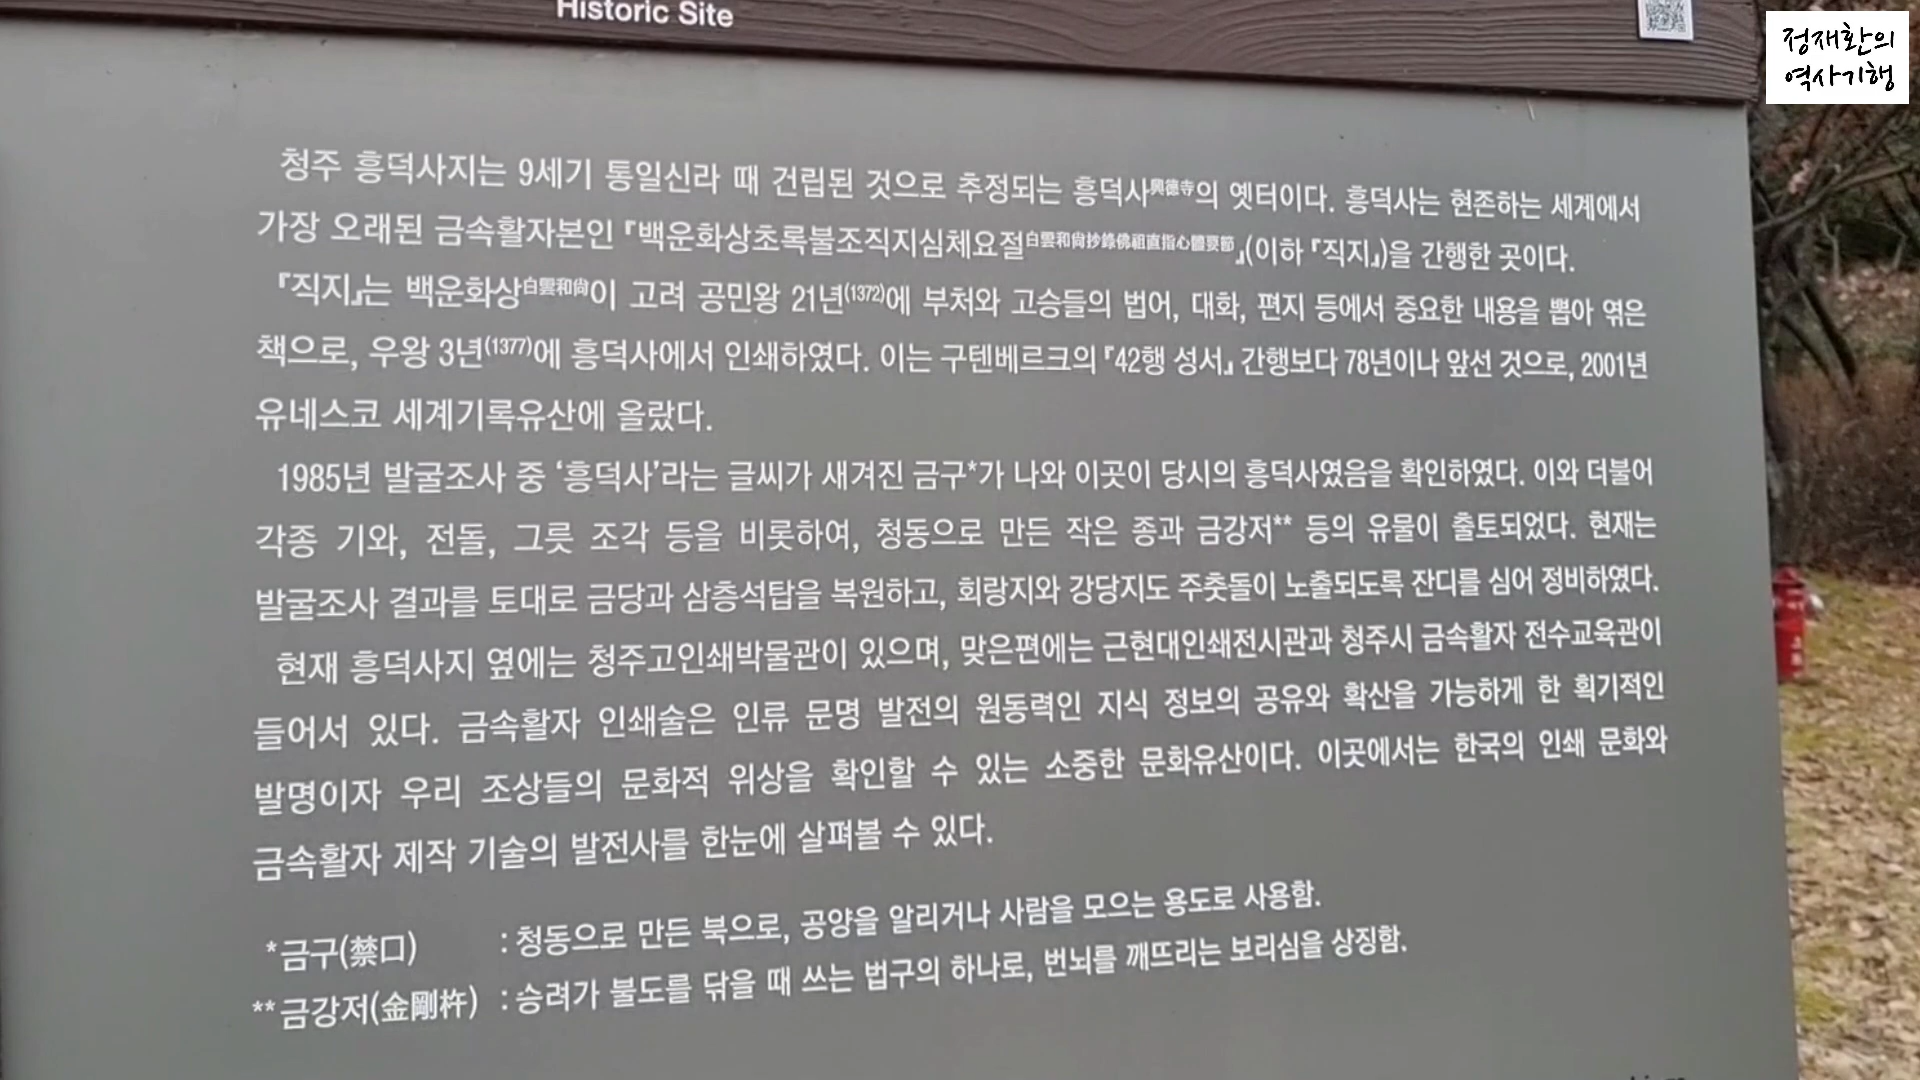 Historic Site
정재환의
역사기행
청주 흥덕사지는 9세기 통일신라 때 건립된 것으로 추정되는 흥덕사興德寺의 옛터이다. 흥덕사는 현존하는 세계에서
가장 오래된 금속활자본인 『백운화상초록불조직지심체요절白雲和尙抄錄佛祖直指心體要節』(이하 『직지』)을 간행한 곳이다.
『직지』는 백운화상白雲和尙이 고려 공민왕 21년(1372)에 부처와 고승들의 법어, 대화, 편지 등에서 중요한 내용을 뽑아 엮은
책으로, 우왕 3년(1377)에 흥덕사에서 인쇄하였다. 이는 구텐베르크의 『42행 성서』 간행보다 78년이나 앞선 것으로, 2001년
유네스코 세계기록유산에 올랐다.
1985년 발굴조사 중 ‘흥덕사’라는 글씨가 새겨진 금구*가 나와 이곳이 당시의 흥덕사였음을 확인하였다. 이와 더불어
각종 기와, 전돌, 그릇 조각 등을 비롯하여, 청동으로 만든 작은 종과 금강저** 등의 유물이 출토되었다. 현재는
발굴조사 결과를 토대로 금당과 삼층석탑을 복원하고, 회랑지와 강당지도 주춧돌이 노출되도록 잔디를 심어 정비하였다.
현재 흥덕사지 옆에는 청주고인쇄박물관이 있으며, 맞은편에는 근현대인쇄전시관과 청주시 금속활자 전수교육관이
들어서 있다. 금속활자 인쇄술은 인류 문명 발전의 원동력인 지식 정보의 공유와 확산을 가능하게 한 획기적인
발명이자 우리 조상들의 문화적 위상을 확인할 수 있는 소중한 문화유산이다. 이곳에서는 한국의 인쇄 문화와
금속활자 제작 기술의 발전사를 한눈에 살펴볼 수 있다.
*금구(禁口) : 청동으로 만든 북으로, 공양을 알리거나 사람을 모으는 용도로 사용함.
**금강저(金剛杵) : 승려가 불도를 닦을 때 쓰는 법구의 하나로, 번뇌를 깨뜨리는 보리심을 상징함.